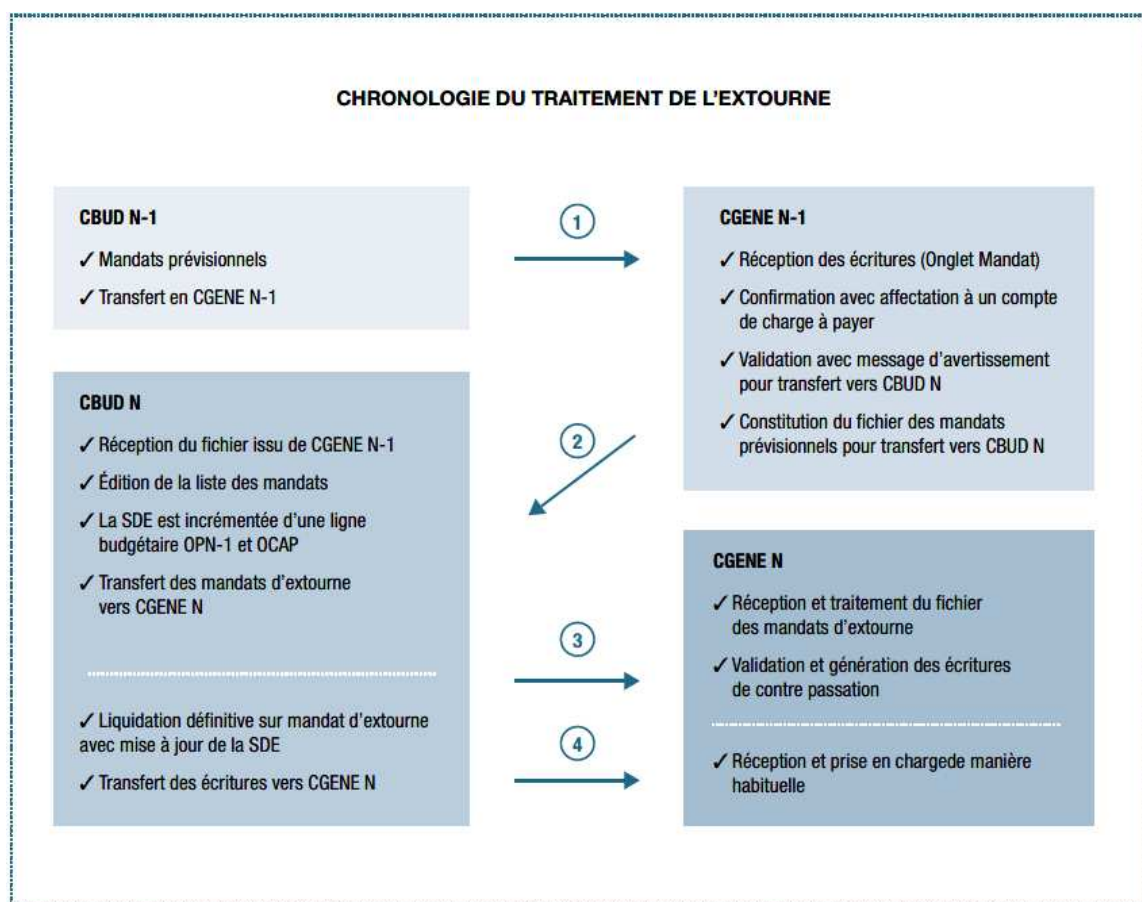 CHRONOLOGIE DU TRAITEMENT DE L'EXTOURNE
CBUD N-1
✓ Mandats prévisionnels
✓ Transfert en CGENE N-1
1
CGENE N-1
✓ Réception des écritures (Onglet Mandat)
✓ Confirmation avec affectation à un compte
de charge à payer
✓ Validation avec message d'avertissement
pour transfert vers CBUD N
✓ Constitution du fichier des mandats
prévisionnels pour transfert vers CBUD N
2
CBUD N
✓ Réception du fichier issu de CGENE N-1
✓ Édition de la liste des mandats
✓ La SDE est incrémentée d'une ligne
budgétaire OPN-1 et OCAP
✓ Transfert des mandats d'extourne
vers CGENE N
3
CGENE N
✓ Réception et traitement du fichier
des mandats d'extourne
✓ Validation et génération des écritures
de contre passation
✓ Liquidation définitive sur mandat d'extourne
avec mise à jour de la SDE
✓ Transfert des écritures vers CGENE N
4
✓ Réception et prise en chargede manière
habituelle